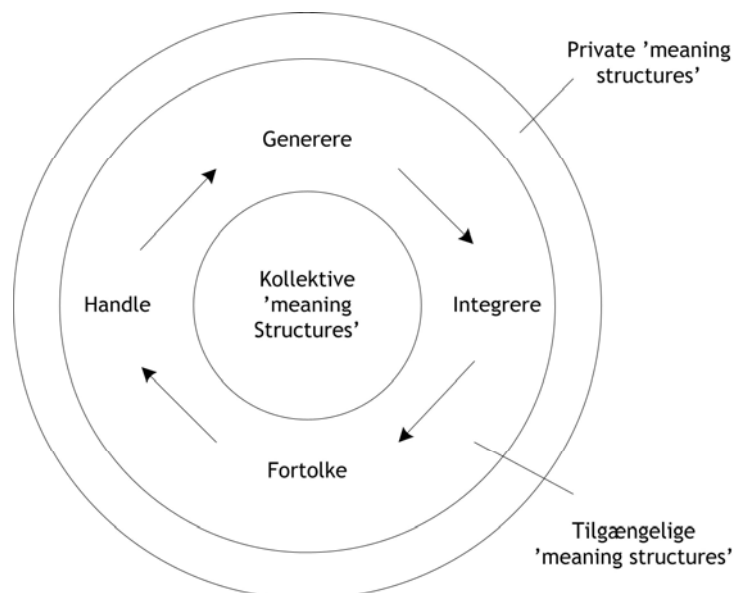 Private 'meaning
structures'
Generere
Kollektive
'meaning
Structures'
Handle
Integrere
Fortolke
Tilgængelige
'meaning structures'